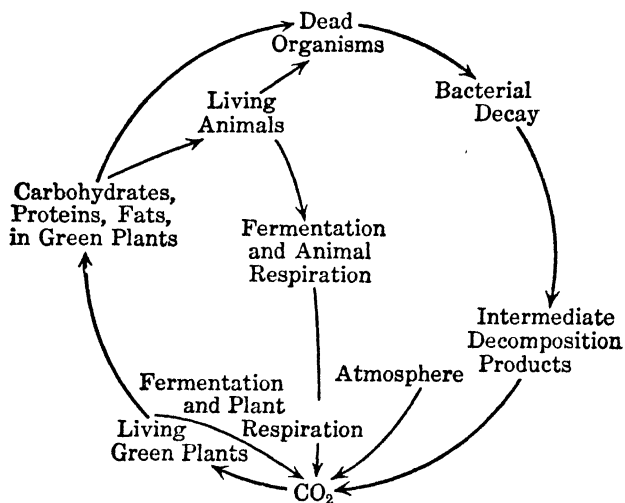 Dead
Organisms
Bacterial
Decay
Living
Animals
Carbohydrates,
Proteins, Fats,
in Green Plants
Fermentation
and Animal
Respiration
Intermediate
Decomposition
Products
Atmosphere
Fermentation
and Plant
Respiration
Living
Green Plants
CO₂